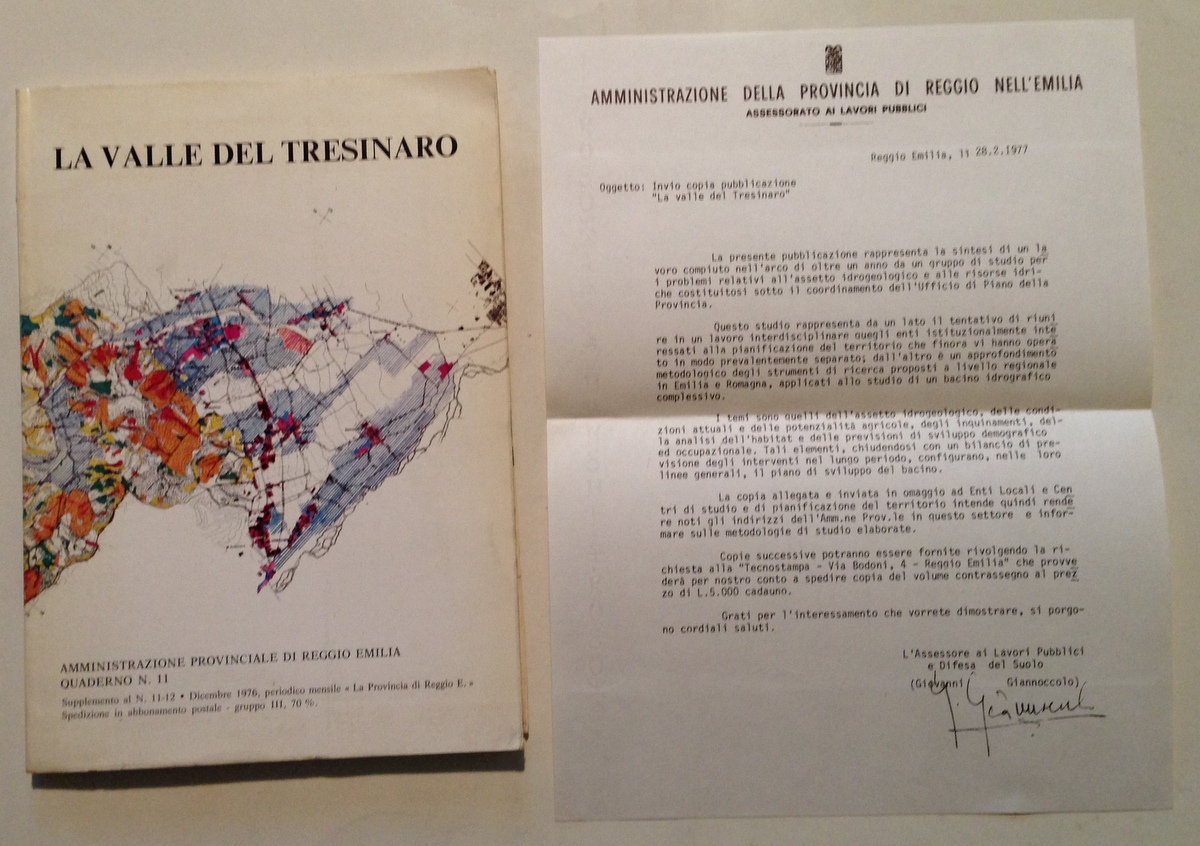 LA VALLE DEL TRESINARO
AMMINISTRAZIONE PROVINCIALE DI REGGIO EMILIA
QUADERNO N. 11
Supplemento al N. 11-12 • Dicembre 1976, periodico mensile « La Provincia di Reggio E. »
Spedizione in abbonamento postale - gruppo III, 70 %.
AMMINISTRAZIONE DELLA PROVINCIA DI REGGIO NELL'EMILIA
ASSESSORATO AI LAVORI PUBBLICI
Reggio Emilia, li 28.2.1977
Oggetto: Invio copia pubblicazione
"La valle del Tresinaro"
La presente pubblicazione rappresenta la sintesi di un la
voro compiuto nell'arco di oltre un anno da un gruppo di studio per
i problemi relativi all'assetto idrogeologico e alle risorse idri-
che costituitosi sotto il coordinamento dell'Ufficio di Piano della
Provincia.
Questo studio rappresenta da un lato il tentativo di riuni
re in un lavoro interdisciplinare quegli enti istituzionalmente inte
ressati alla pianificazione del territorio che finora vi hanno opera
to in modo prevalentemente separato; dall'altro è un approfondimento
metodologico degli strumenti di ricerca proposti a livello regionale
in Emilia e Romagna, applicati allo studio di un bacino idrografico
complessivo.
I temi sono quelli dell'assetto idrogeologico, delle condi-
zioni attuali e delle potenzialità agricole, degli inquinamenti, del-
la analisi dell'habitat e delle previsioni di sviluppo demografico
ed occupazionale. Tali elementi, chiudendosi con un bilancio di pre-
visione degli interventi nel lungo periodo, configurano, nelle loro
linee generali, il piano di sviluppo del bacino.
La copia allegata e inviata in omaggio ad Enti Locali e Cen
tri di studio e di pianificazione del territorio intende quindi rende
re noti gli indirizzi dell'Amm.ne Prov.le in questo settore e infor-
mare sulle metodologie di studio elaborate.
Copie successive potranno essere fornite rivolgendo la ri-
chiesta alla "Tecnostampa - Via Bodoni, 4 - Reggio Emilia" che provve
derà per nostro conto a spedire copia del volume contrassegno al prez
zo di L.5.000 cadauno.
Grati per l'interessamento che vorrete dimostrare, si porgo-
no cordiali saluti.
L'Assessore ai Lavori Pubblici
e Difesa del Suolo
(Giovanni Giannoccolo)